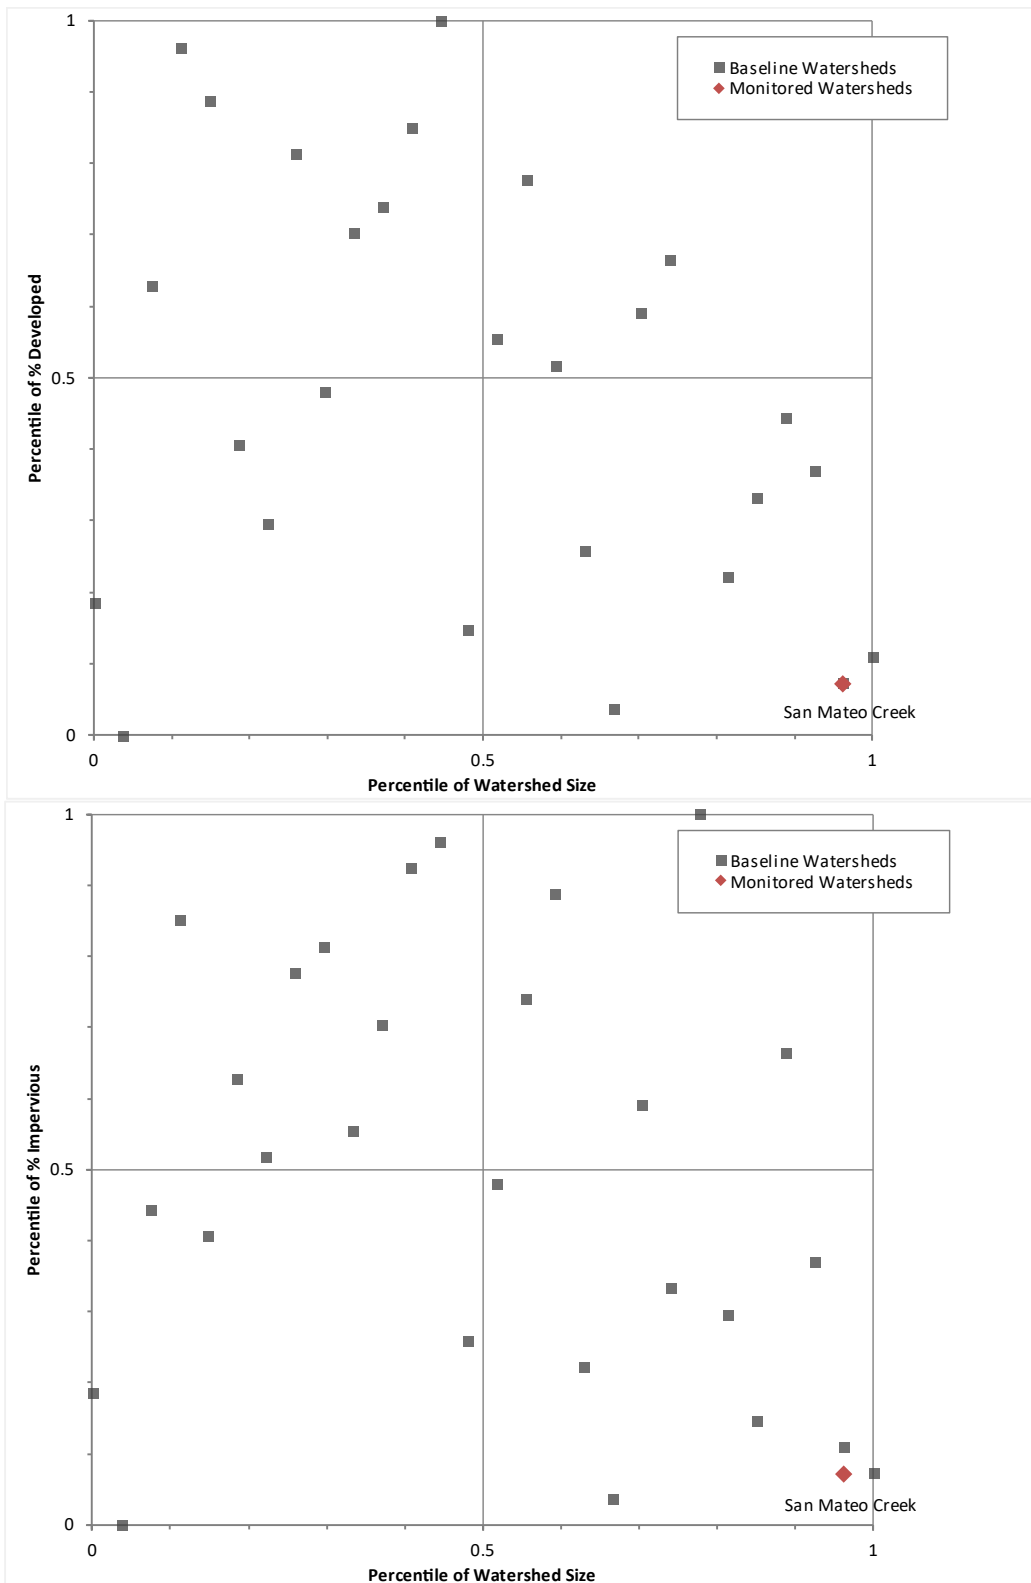 1
Baseline Watersheds
Monitored Watersheds
Percentile of % Developed
0.5
San Mateo Creek
0
0
0.5
1
Percentile of Watershed Size
1
Baseline Watersheds
Monitored Watersheds
Percentile of % Impervious
0.5
San Mateo Creek
0
0
0.5
1
Percentile of Watershed Size